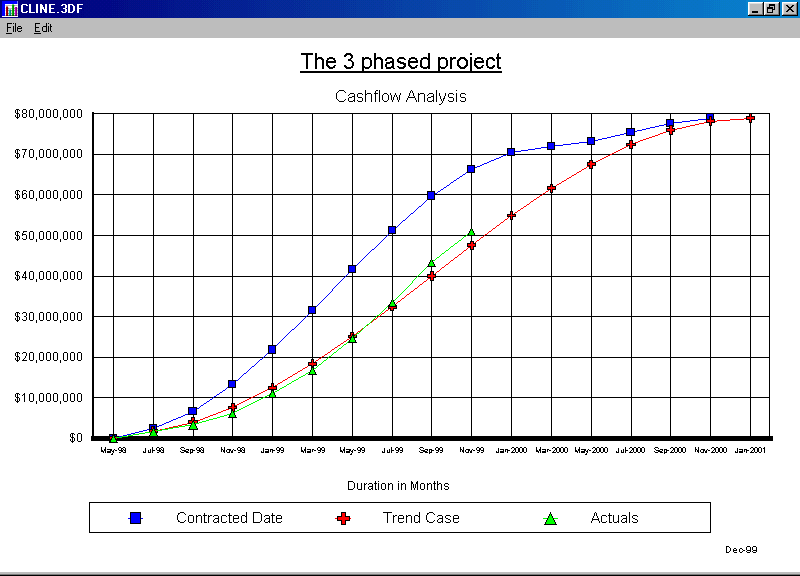 CLINE.3DF
File Edit
The 3 phased project
Cashflow Analysis
$80,000,000
$70,000,000
$60,000,000
$50,000,000
$40,000,000
$30,000,000
$20,000,000
$10,000,000
$0
May-98 Jul-98 Sep-98 Nov-98 Jan-99 Mar-99 May-99 Jul-99 Sep-99 Nov-99 Jan-2000 Mar-2000 May-2000 Jul-2000 Sep-2000 Nov-2000 Jan-2001
Duration in Months
Contracted Date Trend Case Actuals
Dec-99